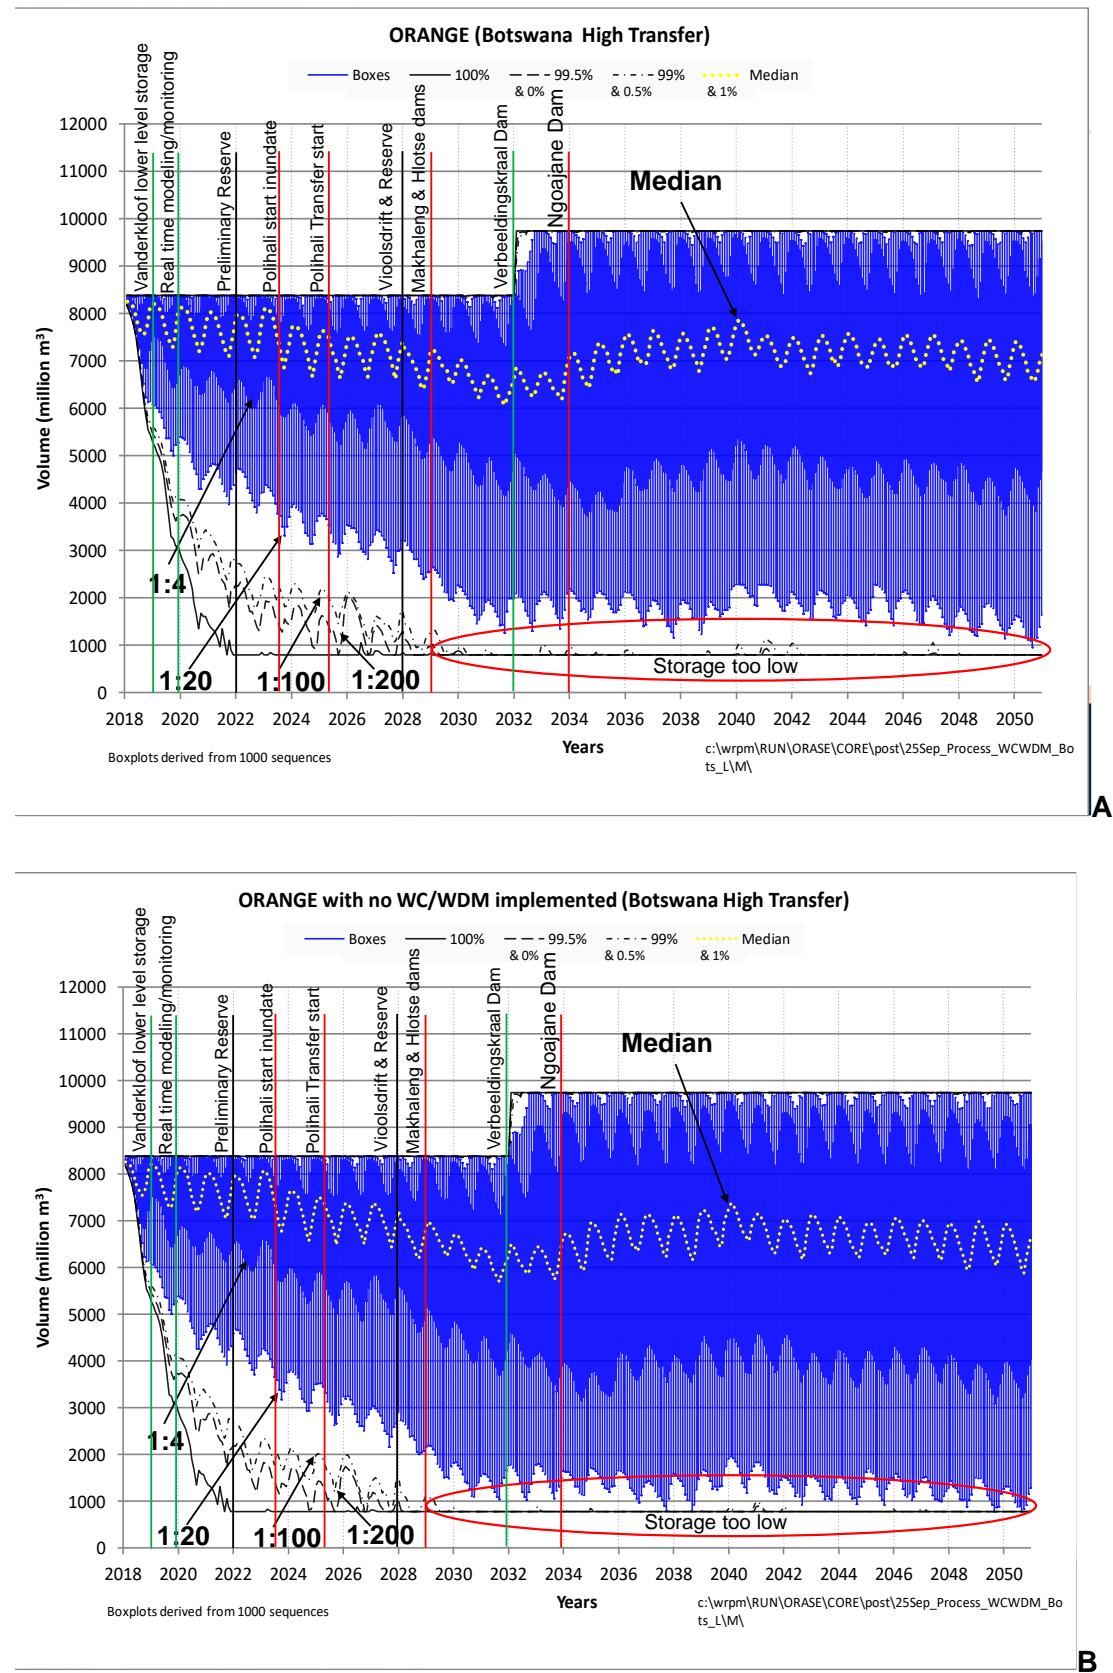 ORANGE (Botswana High Transfer)
Boxes 100% 99.5% 99% Median
& 0% & 0.5% & 1%
Vanderkloof lower level storage
Real time modeling/monitoring
Preliminary Reserve
Polihali start inundate
Polihali Transfer start
Vioolsdrift & Reserve
Makhaleng & Hlotse dams
Verbeeldingskraal Dam
Ngoajane Dam
Volume (million m³)
12000
11000
10000
9000
8000
7000
6000
5000
4000
3000
2000
1000
0
Median
1:4
1:20
1:100
1:200
Storage too low
2018 2020 2022 2024 2026 2028 2030 2032 2034 2036 2038 2040 2042 2044 2046 2048 2050
Years
Boxplots derived from 1000 sequences
c:\wrpm\RUN\ORASE\CORE\post\25Sep_Process_WCWDM_Bo
ts_L\M\
A
ORANGE with no WC/WDM implemented (Botswana High Transfer)
Boxes 100% 99.5% 99% Median
& 0% & 0.5% & 1%
Vanderkloof lower level storage
Real time modeling/monitoring
Preliminary Reserve
Polihali start inundate
Polihali Transfer start
Vioolsdrift & Reserve
Makhaleng & Hlotse dams
Verbeeldingskraal Dam
Ngoajane Dam
Volume (million m³)
12000
11000
10000
9000
8000
7000
6000
5000
4000
3000
2000
1000
0
Median
1:4
1:20
1:100
1:200
Storage too low
2018 2020 2022 2024 2026 2028 2030 2032 2034 2036 2038 2040 2042 2044 2046 2048 2050
Years
Boxplots derived from 1000 sequences
c:\wrpm\RUN\ORASE\CORE\post\25Sep_Process_WCWDM_Bo
ts_L\M\
B